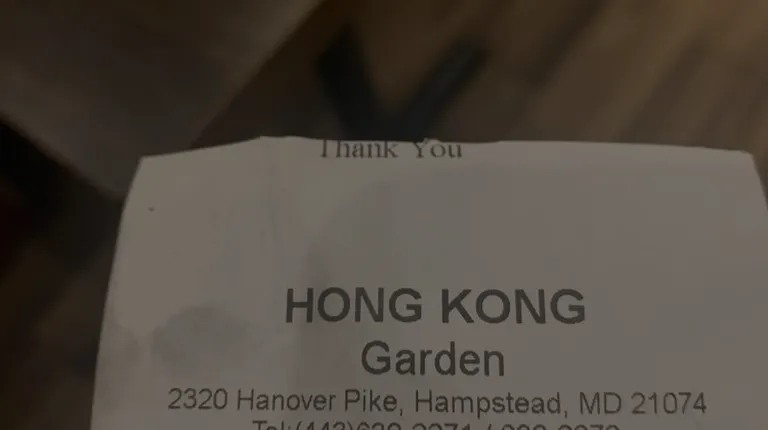 Thank You
HONG KONG
Garden
2320 Hanover Pike, Hampstead, MD 21074